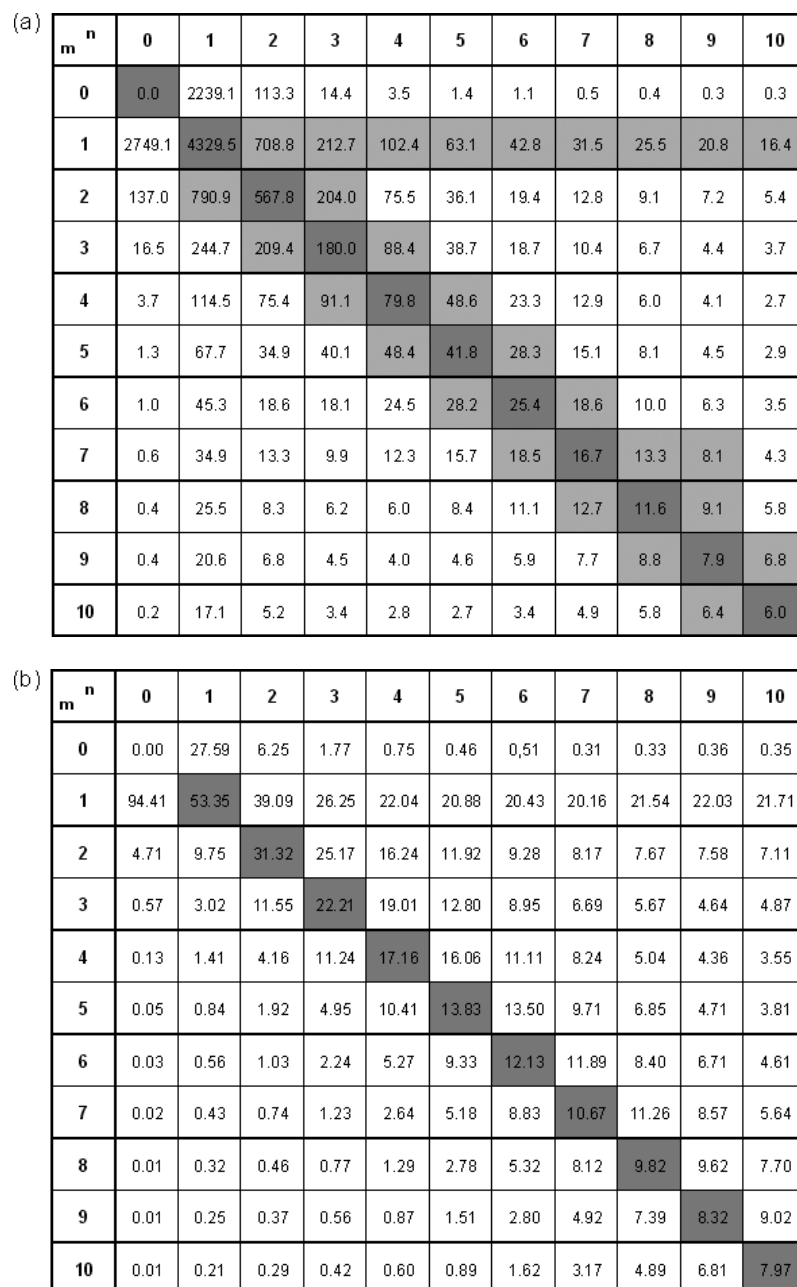 (a)
m n 0 1 2 3 4 5 6 7 8 9 10
0 0.0 2239.1 113.3 14.4 3.5 1.4 1.1 0.5 0.4 0.3 0.3
1 2749.1 4329.5 708.8 212.7 102.4 63.1 42.8 31.5 25.5 20.8 16.4
2 137.0 790.9 567.8 204.0 75.5 36.1 19.4 12.8 9.1 7.2 5.4
3 16.5 244.7 209.4 180.0 88.4 38.7 18.7 10.4 6.7 4.4 3.7
4 3.7 114.5 75.4 91.1 79.8 48.6 23.3 12.9 6.0 4.1 2.7
5 1.3 67.7 34.9 40.1 48.4 41.8 28.3 15.1 8.1 4.5 2.9
6 1.0 45.3 18.6 18.1 24.5 28.2 25.4 18.6 10.0 6.3 3.5
7 0.6 34.9 13.3 9.9 12.3 15.7 18.5 16.7 13.3 8.1 4.3
8 0.4 25.5 8.3 6.2 6.0 8.4 11.1 12.7 11.6 9.1 5.8
9 0.4 20.6 6.8 4.5 4.0 4.6 5.9 7.7 8.8 7.9 6.8
10 0.2 17.1 5.2 3.4 2.8 2.7 3.4 4.9 5.8 6.4 6.0
(b)
m n 0 1 2 3 4 5 6 7 8 9 10
0 0.00 27.59 6.25 1.77 0.75 0.46 0,51 0.31 0.33 0.36 0.35
1 94.41 53.35 39.09 26.25 22.04 20.88 20.43 20.16 21.54 22.03 21.71
2 4.71 9.75 31.32 25.17 16.24 11.92 9.28 8.17 7.67 7.58 7.11
3 0.57 3.02 11.55 22.21 19.01 12.80 8.95 6.69 5.67 4.64 4.87
4 0.13 1.41 4.16 11.24 17.16 16.06 11.11 8.24 5.04 4.36 3.55
5 0.05 0.84 1.92 4.95 10.41 13.83 13.50 9.71 6.85 4.71 3.81
6 0.03 0.56 1.03 2.24 5.27 9.33 12.13 11.89 8.40 6.71 4.61
7 0.02 0.43 0.74 1.23 2.64 5.18 8.83 10.67 11.26 8.57 5.64
8 0.01 0.32 0.46 0.77 1.29 2.78 5.32 8.12 9.82 9.62 7.70
9 0.01 0.25 0.37 0.56 0.87 1.51 2.80 4.92 7.39 8.32 9.02
10 0.01 0.21 0.29 0.42 0.60 0.89 1.62 3.17 4.89 6.81 7.97